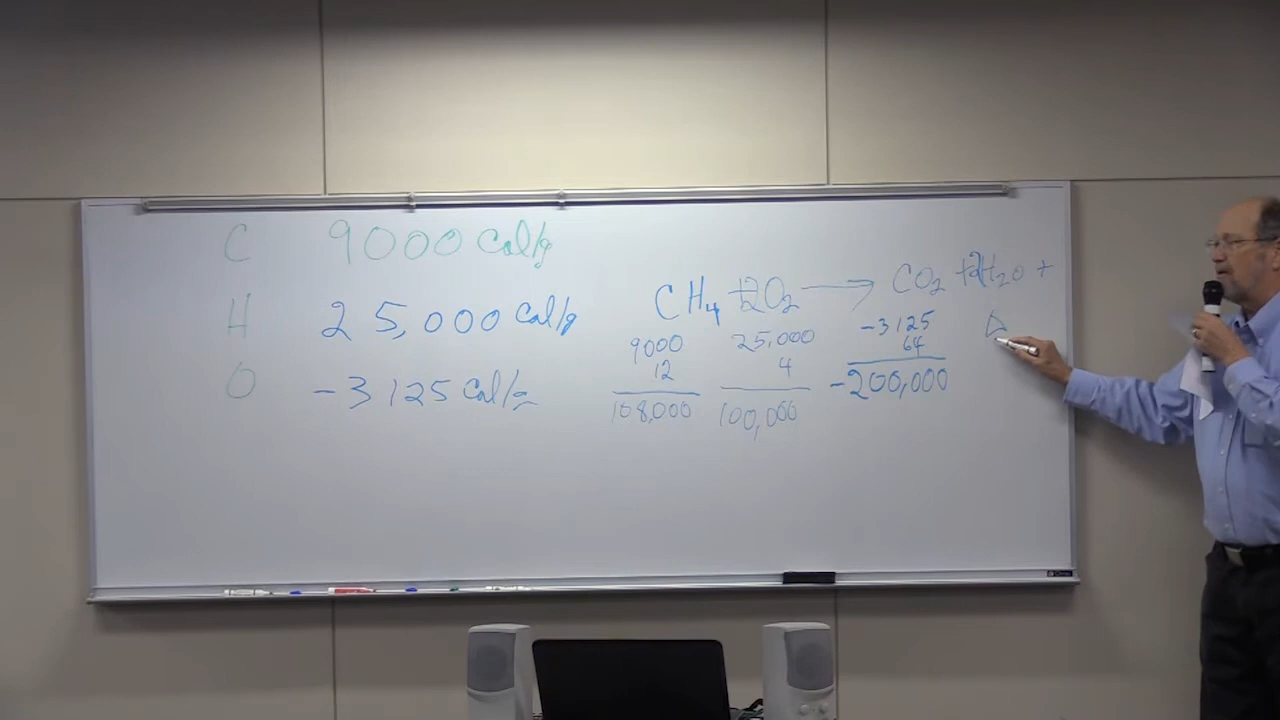 C 9000 Cal/g
H 25,000 Cal/g
O -3125 Cal/g
CH4 + 2O2 → CO2 + 2H2O +
Δ
9000
12
108,000
25,000
4
100,000
-3125
64
-200,000